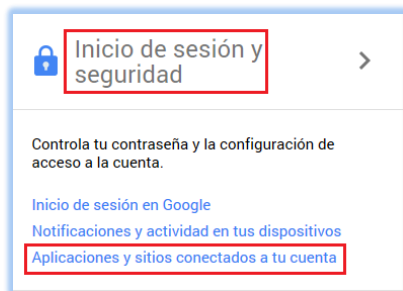 Inicio de sesión y
seguridad
Controla tu contraseña y la configuración de
acceso a la cuenta.
Inicio de sesión en Google
Notificaciones y actividad en tus dispositivos
Aplicaciones y sitios conectados a tu cuenta